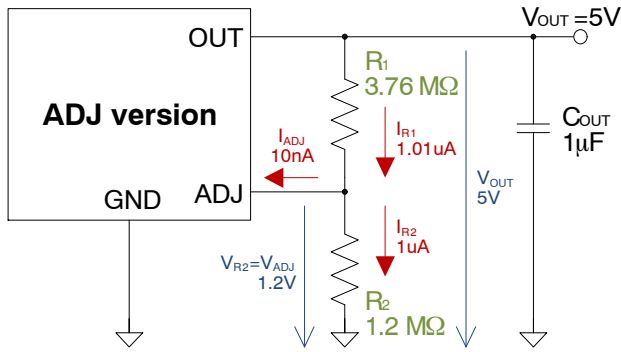 VOUT =5V
OUT
R1
3.76 MΩ
ADJ version
COUT
1µF
IADJ
10nA
IR1
1.01uA
VOUT
5V
ADJ
GND
IR2
1uA
VR2=VADJ
1.2V
R2
1.2 MΩ